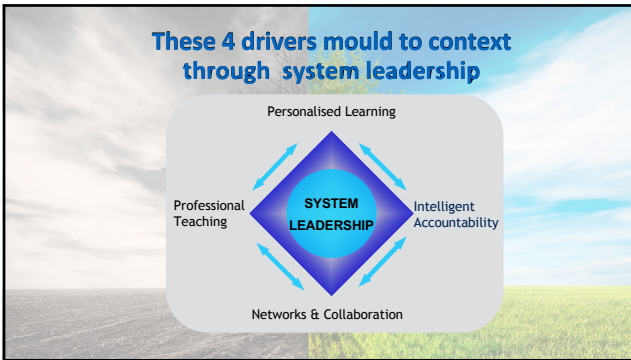 These 4 drivers mould to context
through system leadership
Personalised Learning
Professional
Teaching
SYSTEM
LEADERSHIP
Intelligent
Accountability
Networks & Collaboration